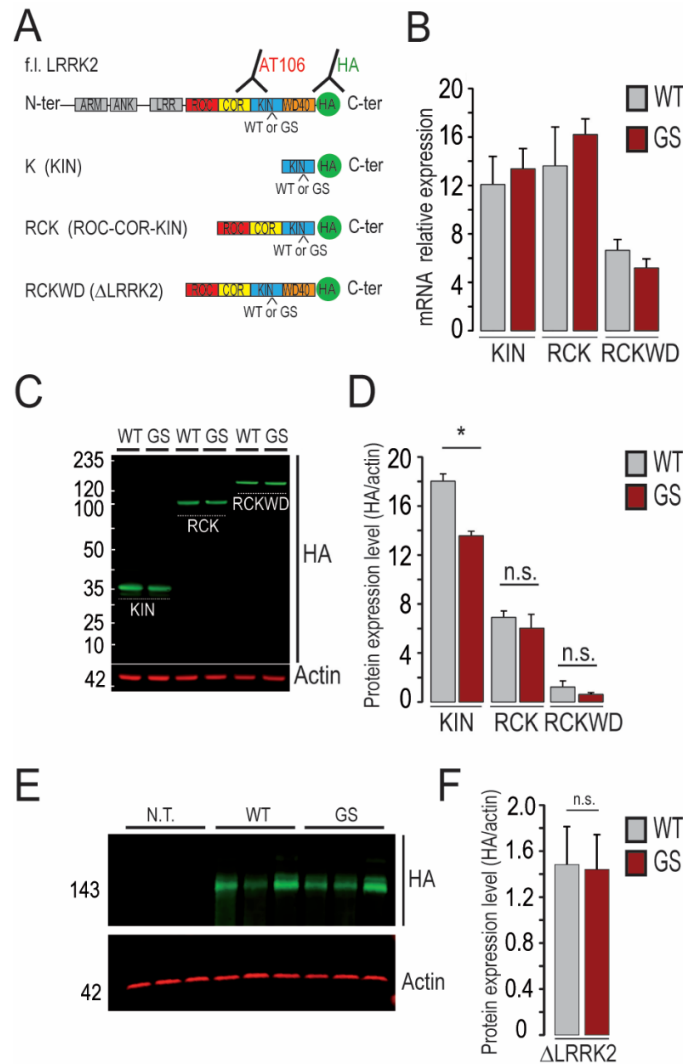 A
f.l. LRRK2
AT106
HA
N-ter
ARM
ANK
LRR
ROC
COR
KIN
WD40
HA
C-ter
WT or GS
K (KIN)
KIN
HA
C-ter
WT or GS
RCK (ROC-COR-KIN)
ROC
COR
KIN
HA
C-ter
WT or GS
RCKWD (ΔLRRK2)
ROC
COR
KIN
WD40
HA
C-ter
WT or GS
B
mRNA relative expression
20
16
12
8
4
0
KIN
RCK
RCKWD
WT
GS
C
WT GS WT GS WT GS
235
120
100
50
35
25
10
42
RCKWD
RCK
KIN
HA
Actin
D
Protein expression level (HA/actin)
20
16
12
8
4
0
*
n.s.
n.s.
KIN
RCK
RCKWD
WT
GS
E
N.T.
WT
GS
143
HA
42
Actin
F
Protein expression level (HA/actin)
2.0
1.6
1.2
0.8
0.4
0
n.s.
ΔLRRK2
WT
GS